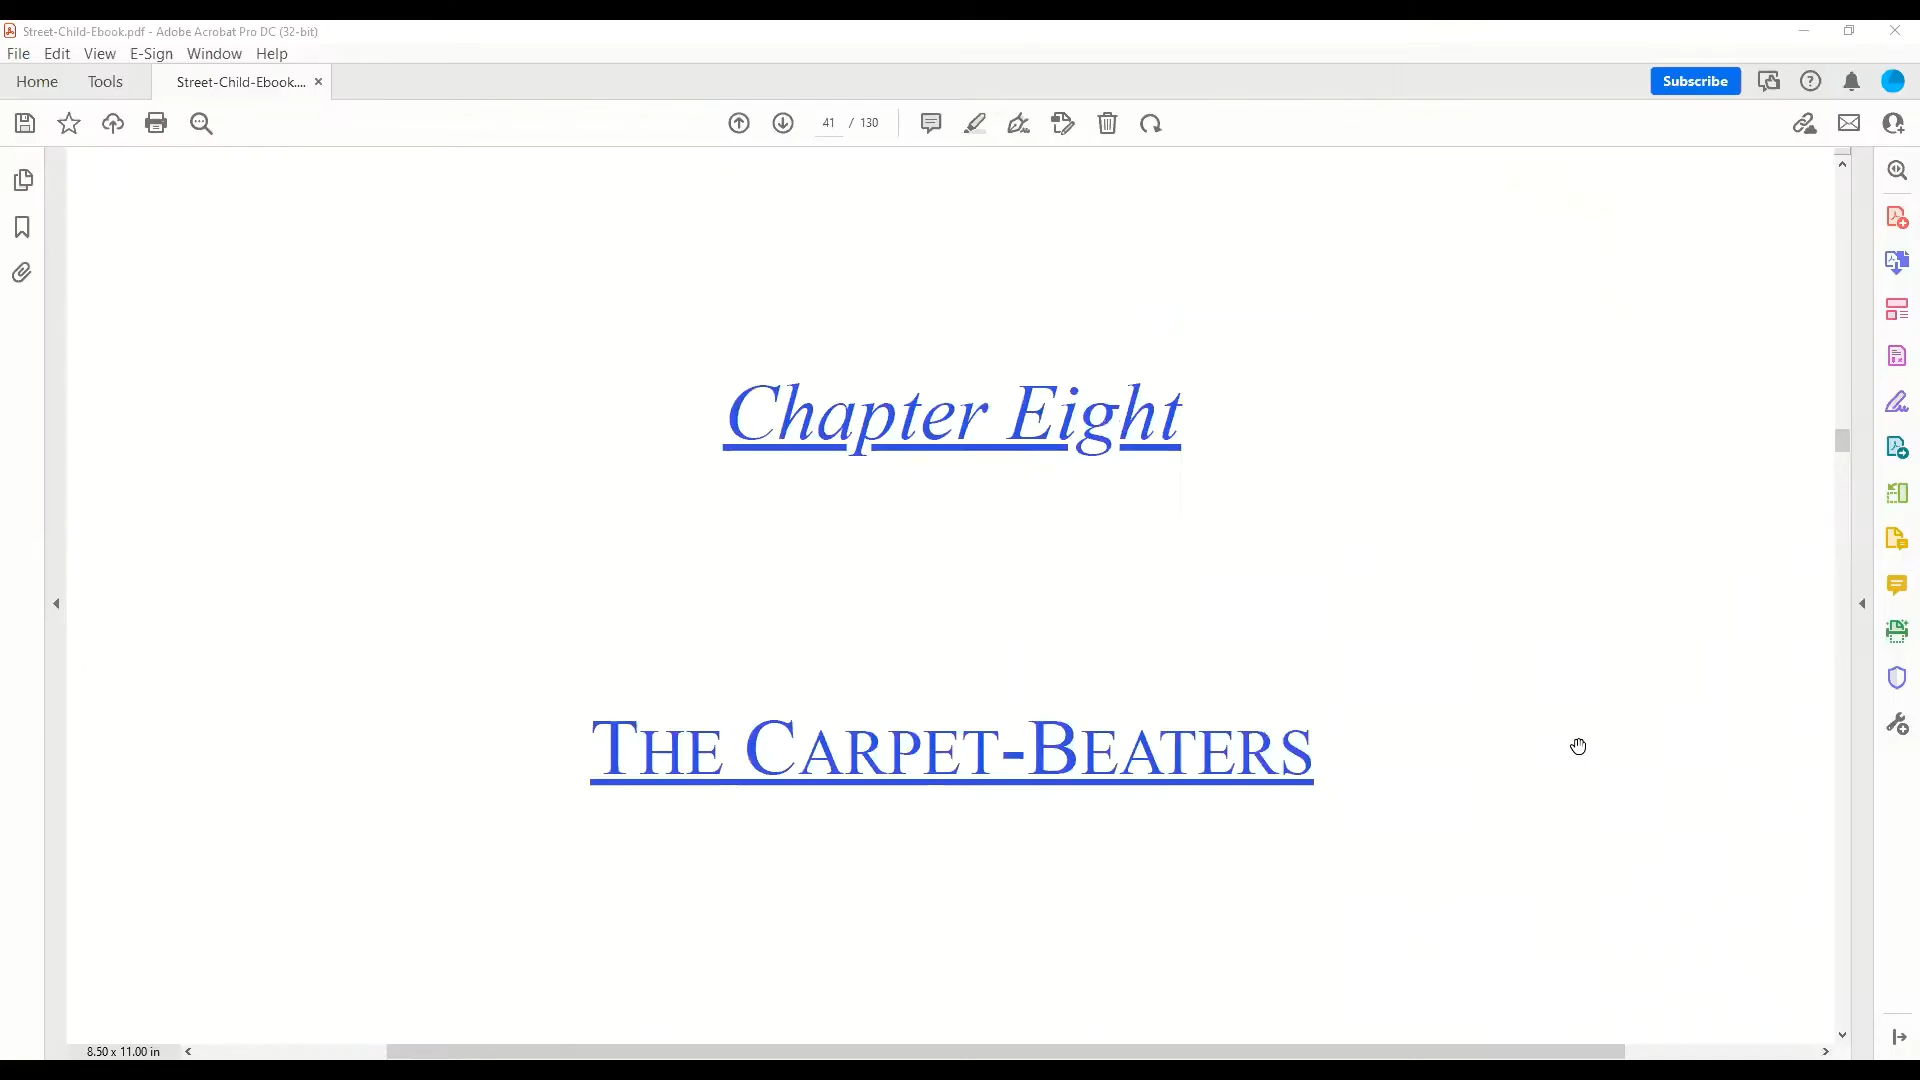 Street-Child-Ebook.pdf - Adobe Acrobat Pro DC (32-bit)
File Edit View E-Sign Window Help
Home Tools Street-Child-Ebook.... × Subscribe
41 / 130
Chapter Eight
THE CARPET-BEATERS
8.50 x 11.00 in